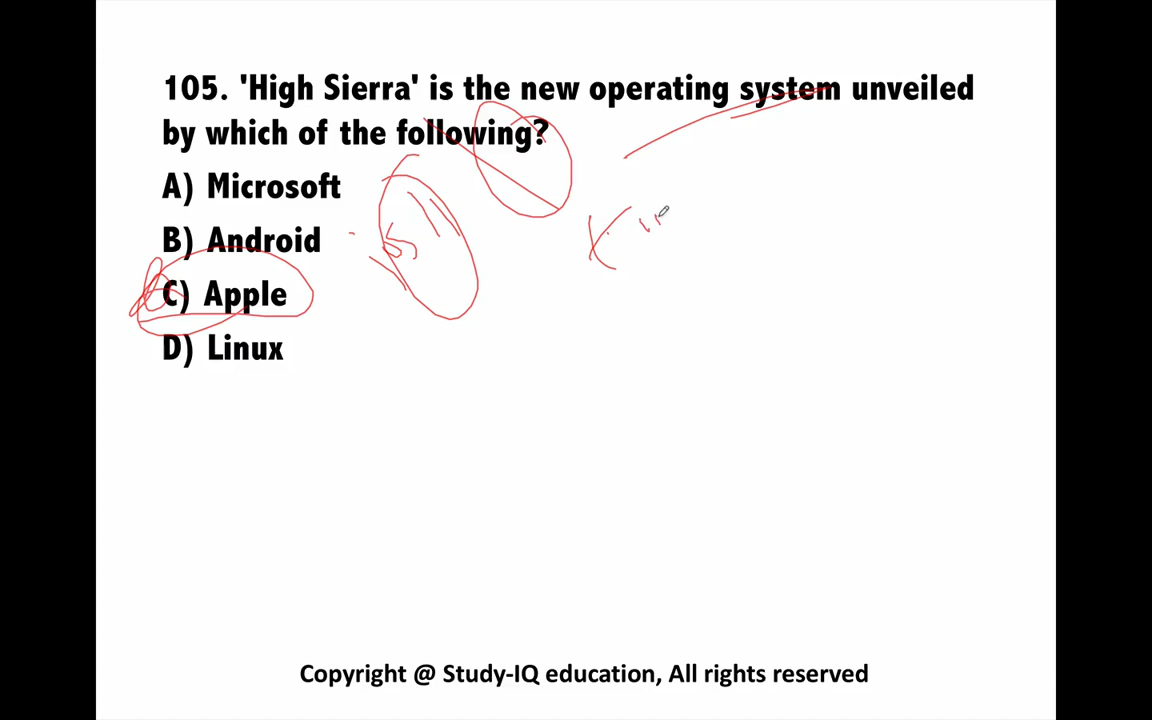 105. 'High Sierra' is the new operating system unveiled
by which of the following?
A) Microsoft
B) Android
C) Apple
D) Linux
Copyright @ Study-IQ education, All rights reserved